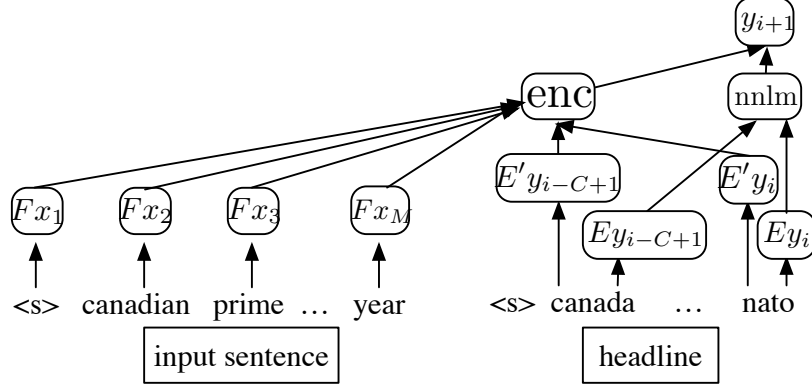 y_{i+1}
enc nnlm
E'y_{i−C+1} E'y_i
Fx_1 Fx_2 Fx_3 Fx_M Ey_{i−C+1} Ey_i
<s> canadian prime ... year <s> canada ... nato
input sentence headline